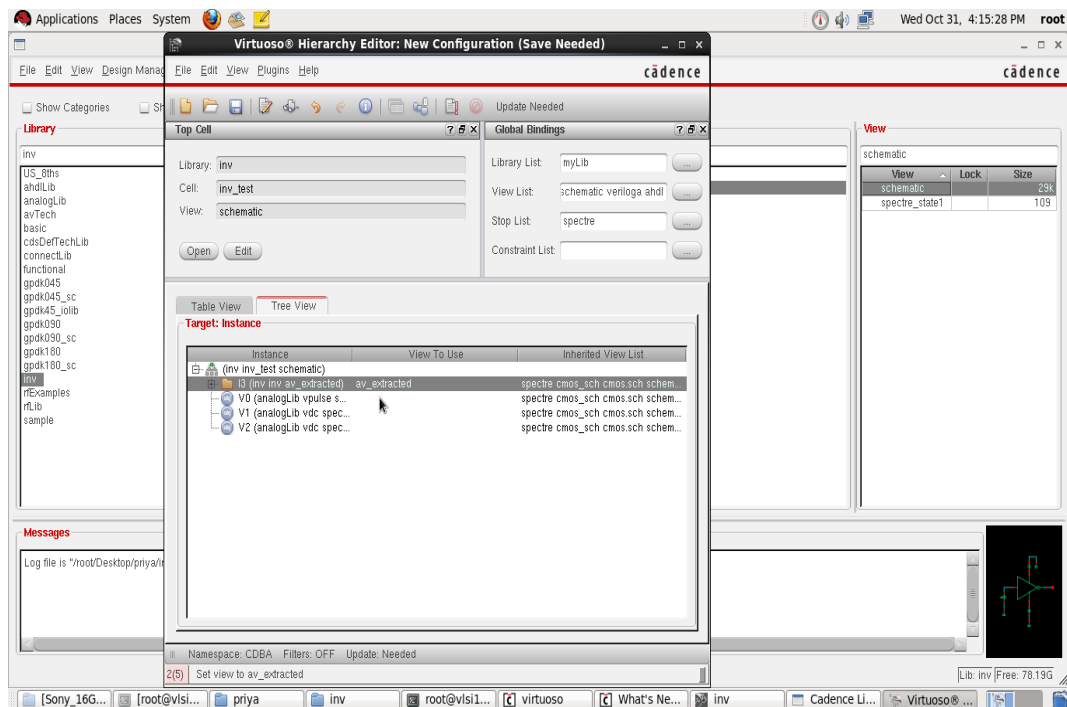 Applications Places System Wed Oct 31, 4:15:28 PM root
Virtuoso® Hierarchy Editor: New Configuration (Save Needed)
File Edit View Design Manag File Edit View Plugins Help cādence cādence
Show Categories Sh Update Needed
Library Top Cell Global Bindings View
inv Library: inv Library List: myLib ... schematic
US_8ths
ahdlLib
analogLib
avTech
basic
cdsDefTechLib
connectLib
functional
gpdk045
gpdk045_sc
gpdk45_iolib
gpdk090
gpdk090_sc
gpdk180
gpdk180_sc
inv
rfExamples
rfLib
sample
Cell: inv_test View List: schematic veriloga ahdl ...
View: schematic Stop List: spectre ...
Open Edit Constraint List: ...
View Lock Size
schematic 29k
spectre_state1 109
Table View Tree View
Target: Instance
Instance View To Use Inherited View List
(inv inv_test schematic)
I3 (inv inv av_extracted) av_extracted spectre cmos_sch cmos.sch schem...
V0 (analogLib vpulse s... spectre cmos_sch cmos.sch schem...
V1 (analogLib vdc spec... spectre cmos_sch cmos.sch schem...
V2 (analogLib vdc spec... spectre cmos_sch cmos.sch schem...
Messages
Log file is "/root/Desktop/priya/in
Namespace: CDBA Filters: OFF Update: Needed
2(5) Set view to av_extracted
Lib: inv Free: 78.19G
[Sony_16G... [root@vlsi... priya inv root@vlsi1... virtuoso What's Ne... inv Cadence Li... Virtuoso® ...